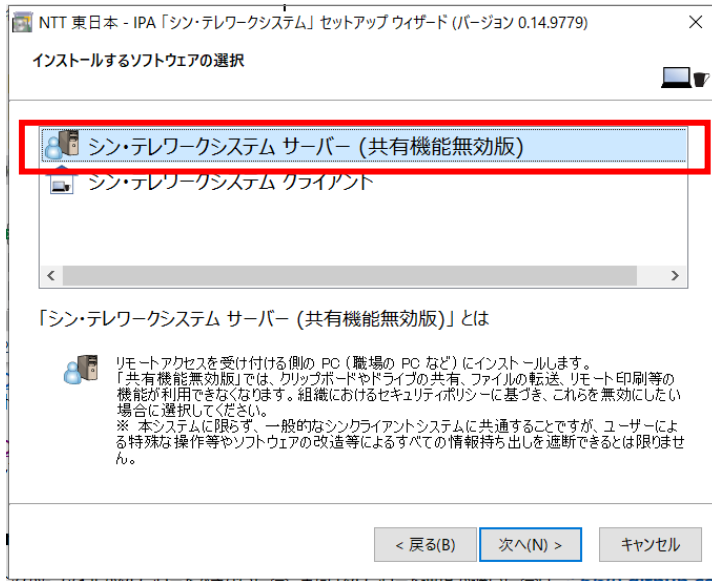 NTT 東日本 - IPA「シン・テレワークシステム」セットアップ ウィザード (バージョン 0.14.9779)
インストールするソフトウェアの選択
シン・テレワークシステム サーバー (共有機能無効版)
シン・テレワークシステム クライアント
「シン・テレワークシステム サーバー (共有機能無効版)」とは
リモートアクセスを受け付ける側の PC (職場の PC など) にインストールします。
「共有機能無効版」では、クリップボードやドライブの共有、ファイルの転送、リモート印刷等の
機能が利用できなくなります。組織におけるセキュリティポリシーに基づき、これらを無効にしたい
場合に選択してください。
※ 本システムに限らず、一般的なシンクライアントシステムに共通することですが、ユーザーによ
る特殊な操作等やソフトウェアの改造等によるすべての情報持ち出しを遮断できるとは限りませ
ん。
< 戻る(B)
次へ(N) >
キャンセル